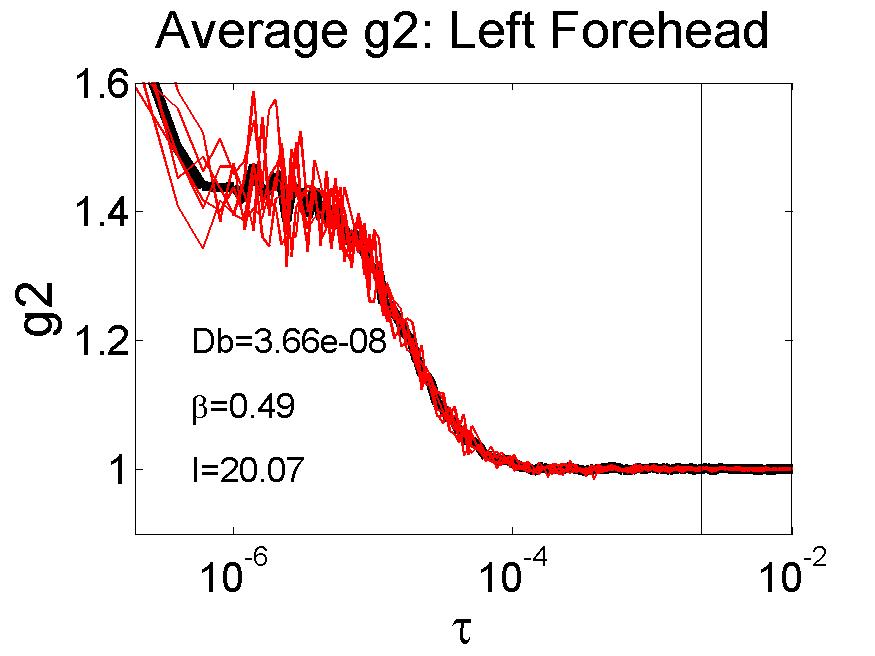 Average g2: Left Forehead
1.6
1.4
1.2
1
g2
Db=3.66e-08
β=0.49
I=20.07
10^-6
10^-4
10^-2
τ